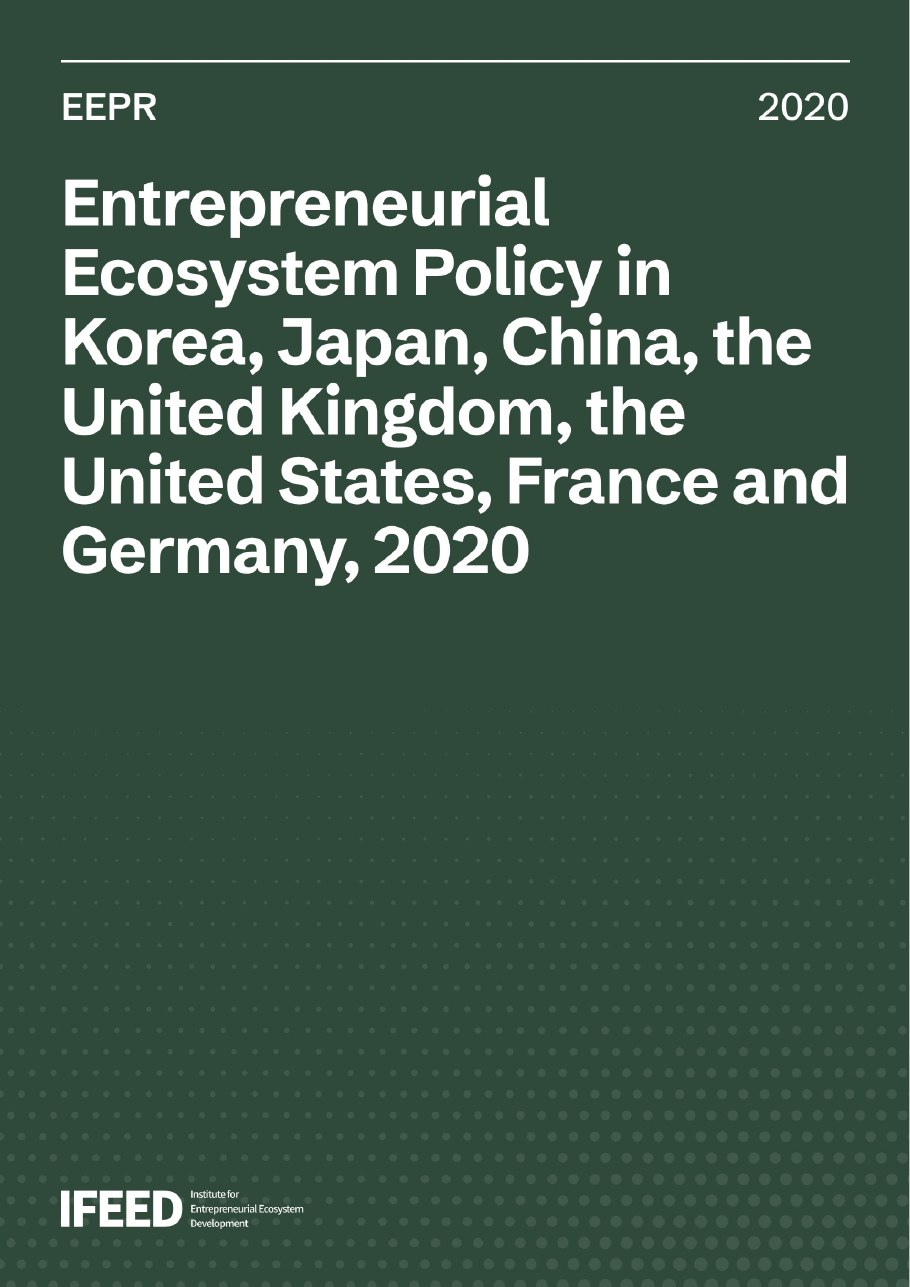 EEPR
2020
Entrepreneurial
Ecosystem Policy in
Korea, Japan, China, the
United Kingdom, the
United States, France and
Germany, 2020
IFEED
Institute for
Entrepreneurial Ecosystem
Development